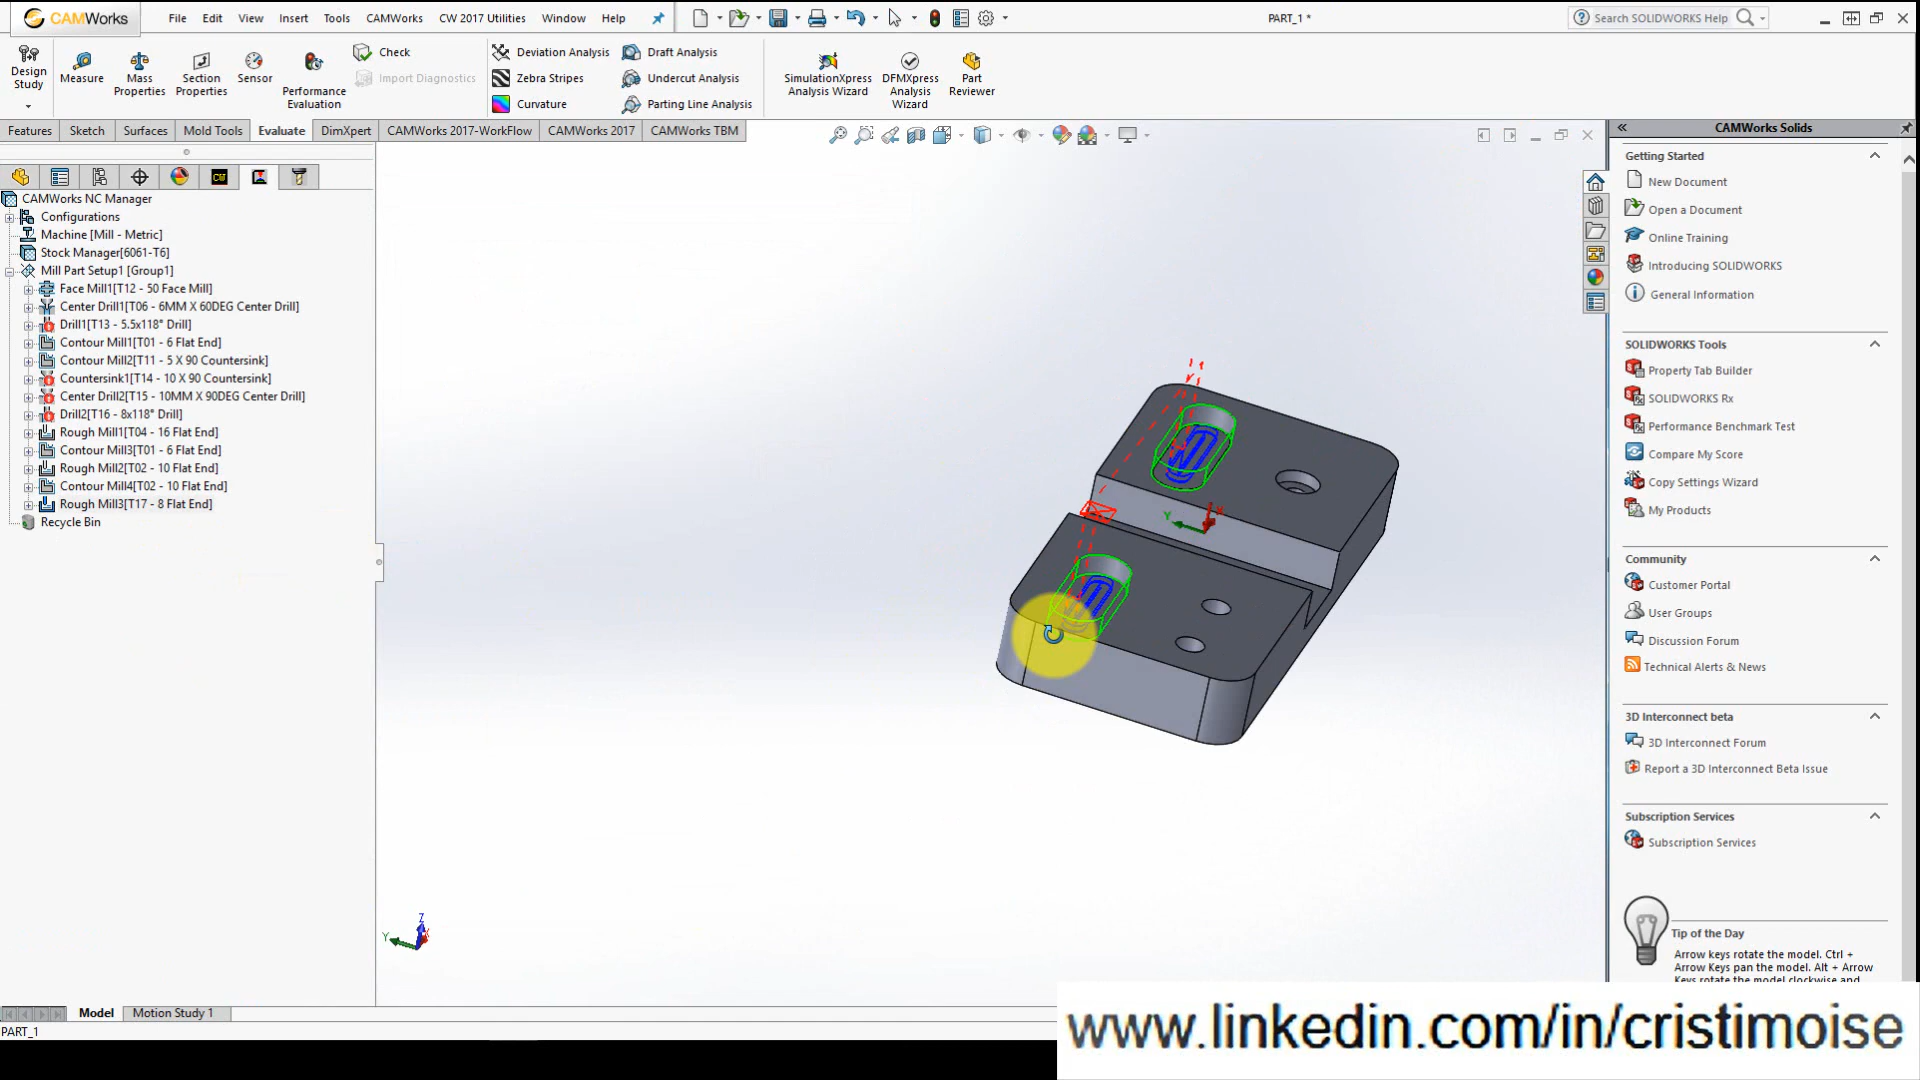 CAMWorks File Edit View Insert Tools CAMWorks CW 2017 Utilities Window Help PART_1 * Search SOLIDWORKS Help
Design Study
Measure
Mass Properties
Section Properties
Sensor
Performance Evaluation
Check
Import Diagnostics
Deviation Analysis
Zebra Stripes
Curvature
Draft Analysis
Undercut Analysis
Parting Line Analysis
SimulationXpress Analysis Wizard
DFMXpress Analysis Wizard
Part Reviewer
Features Sketch Surfaces Mold Tools Evaluate DimXpert CAMWorks 2017-WorkFlow CAMWorks 2017 CAMWorks TBM
CAMWorks NC Manager
Configurations
Machine [Mill - Metric]
Stock Manager[6061-T6]
Mill Part Setup1 [Group1]
Face Mill1[T12 - 50 Face Mill]
Center Drill1[T06 - 6MM X 60DEG Center Drill]
Drill1[T13 - 5.5x118° Drill]
Contour Mill1[T01 - 6 Flat End]
Contour Mill2[T11 - 5 X 90 Countersink]
Countersink1[T14 - 10 X 90 Countersink]
Center Drill2[T15 - 10MM X 90DEG Center Drill]
Drill2[T16 - 8x118° Drill]
Rough Mill1[T04 - 16 Flat End]
Contour Mill3[T01 - 6 Flat End]
Rough Mill2[T02 - 10 Flat End]
Contour Mill4[T02 - 10 Flat End]
Rough Mill3[T17 - 8 Flat End]
Recycle Bin
Y X
Z
Y
CAMWorks Solids
Getting Started
New Document
Open a Document
Online Training
Introducing SOLIDWORKS
General Information
SOLIDWORKS Tools
Property Tab Builder
SOLIDWORKS Rx
Performance Benchmark Test
Compare My Score
Copy Settings Wizard
My Products
Community
Customer Portal
User Groups
Discussion Forum
Technical Alerts & News
3D Interconnect beta
3D Interconnect Forum
Report a 3D Interconnect Beta Issue
Subscription Services
Subscription Services
Tip of the Day
Arrow keys rotate the model. Ctrl +
Arrow Keys pan the model. Alt + Arrow
Keys rotate the model clockwise and
Model Motion Study 1
PART_1
www.linkedin.com/in/cristimoise